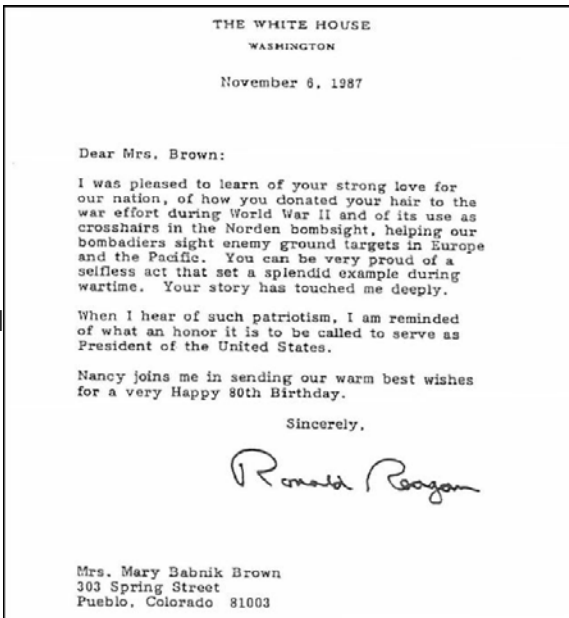 THE WHITE HOUSE
WASHINGTON
November 6, 1987
Dear Mrs. Brown:
I was pleased to learn of your strong love for
our nation, of how you donated your hair to the
war effort during World War II and of its use as
crosshairs in the Norden bombsight, helping our
bombadiers sight enemy ground targets in Europe
and the Pacific.  You can be very proud of a
selfless act that set a splendid example during
wartime.  Your story has touched me deeply.
When I hear of such patriotism, I am reminded
of what an honor it is to be called to serve as
President of the United States.
Nancy joins me in sending our warm best wishes
for a very Happy 80th Birthday.
Sincerely,
Ronald Reagan
Mrs. Mary Babnik Brown
303 Spring Street
Pueblo, Colorado  81003